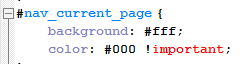 #nav_current_page {
background: #fff;
color: #000 !important;